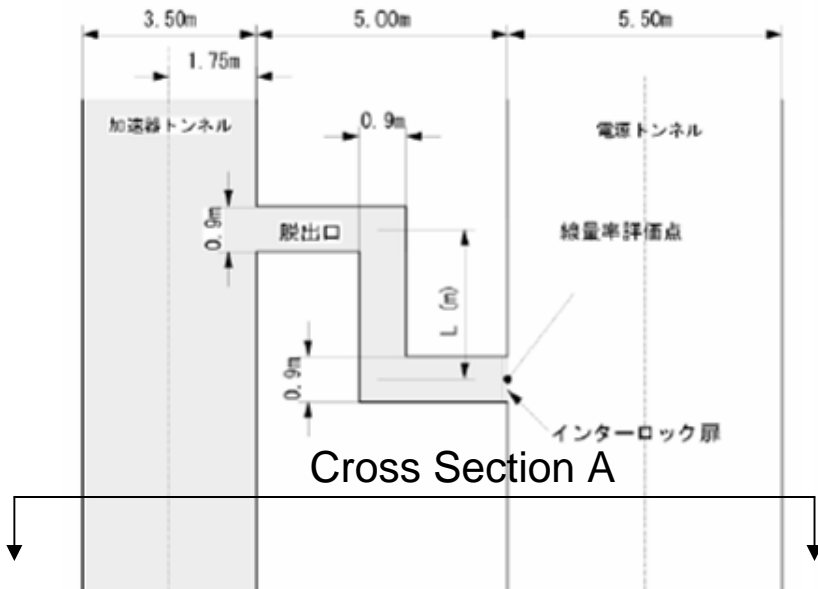 3.50m
5.00m
5.50m
1.75m
加速器トンネル
0.9m
電源トンネル
0.9m
脱出口
線量率評価点
L (m)
0.9m
インターロック扉
Cross Section A